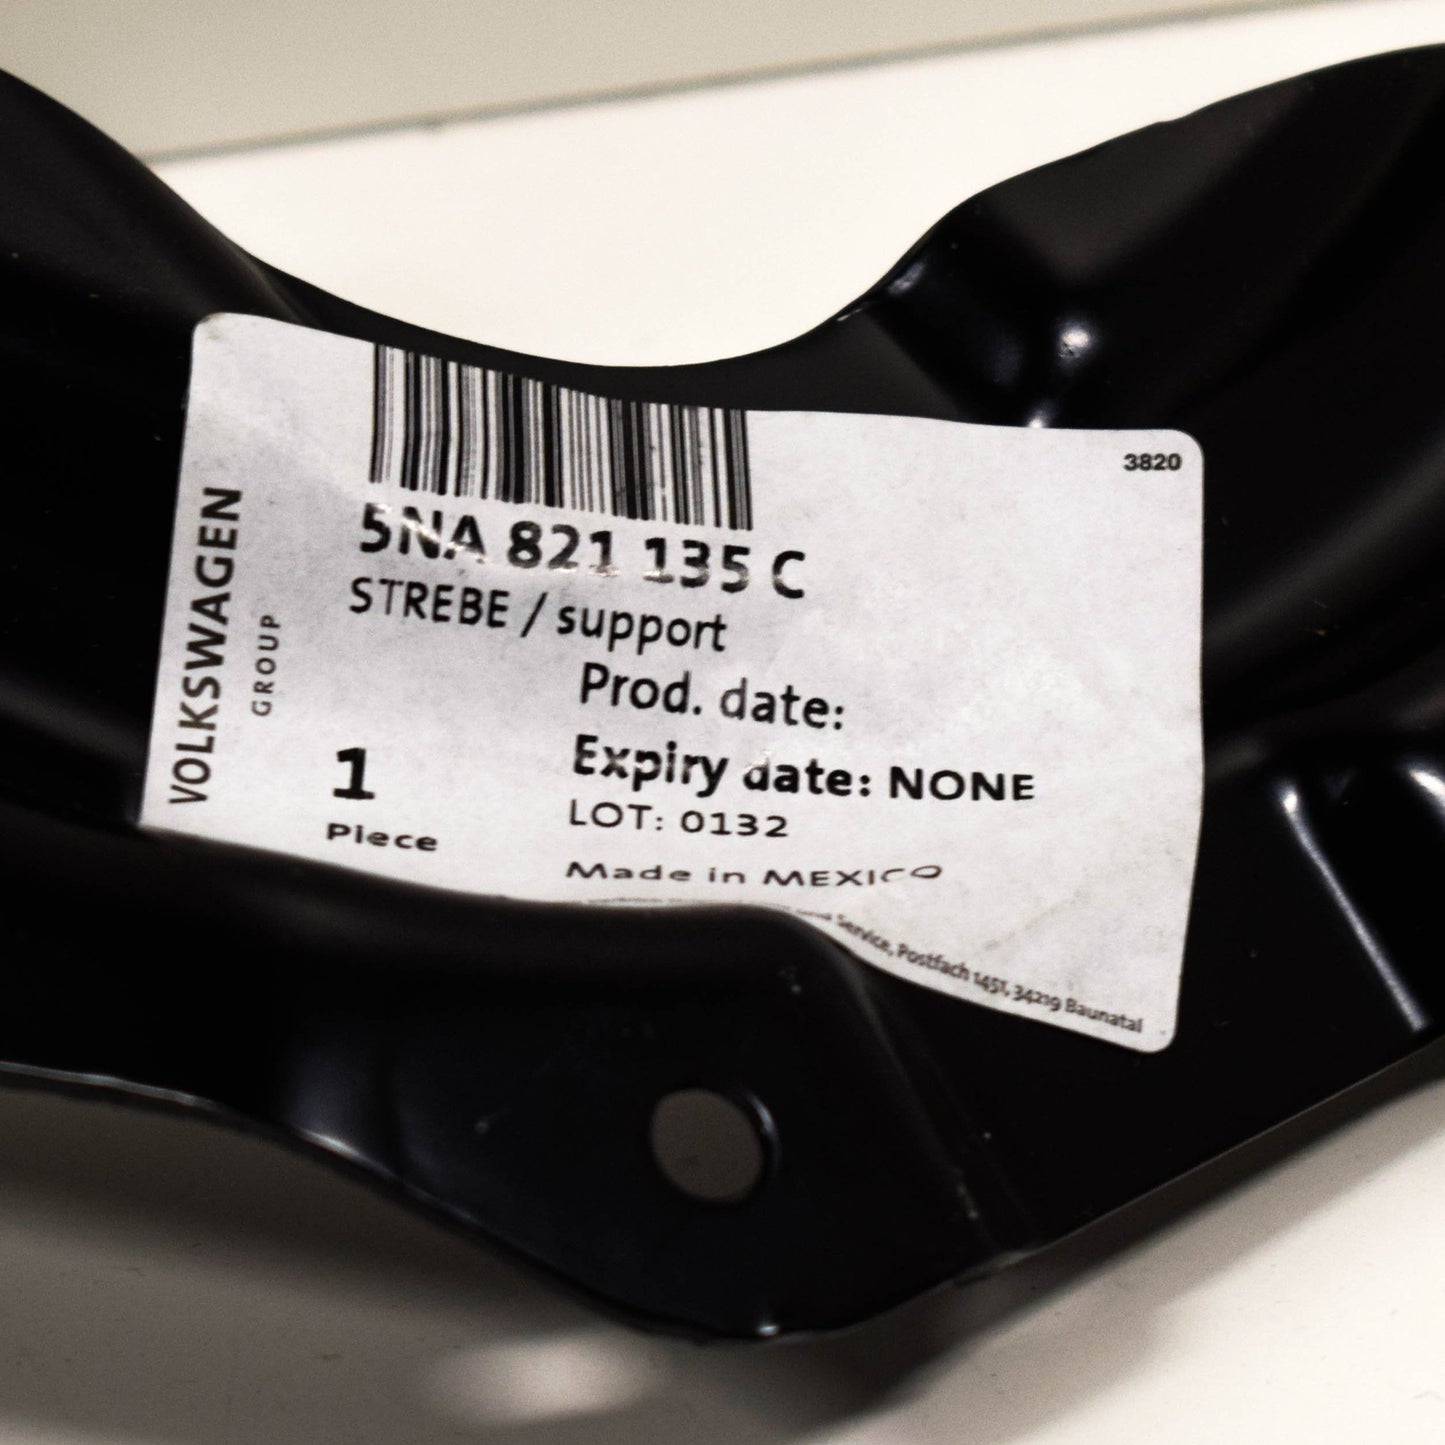 3820
VOLKSWAGEN
GROUP
5NA 821 135 C
STREBE / support
Prod. date:
Expiry date: NONE
1
Piece
LOT: 0132
Made in MEXICO
Service, Postfach 1451, 34219 Baunatal